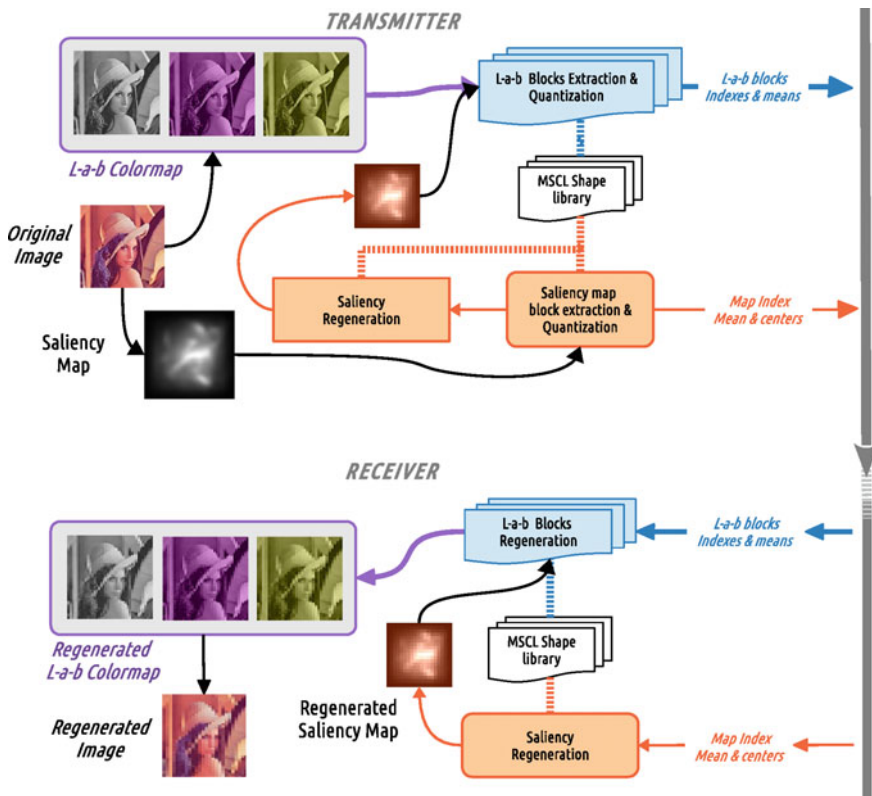 TRANSMITTER
L-a-b Blocks Extraction &
Quantization
L-a-b blocks
Indexes & means
L-a-b Colormap
MSCL Shape
library
Original
Image
Saliency
Regeneration
Saliency map
block extraction &
Quantization
Map Index
Mean & centers
Saliency
Map
RECEIVER
L-a-b Blocks
Regeneration
L-a-b blocks
Indexes & means
MSCL Shape
library
Regenerated
L-a-b Colormap
Regenerated
Saliency Map
Regenerated
Image
Saliency
Regeneration
Map Index
Mean & centers